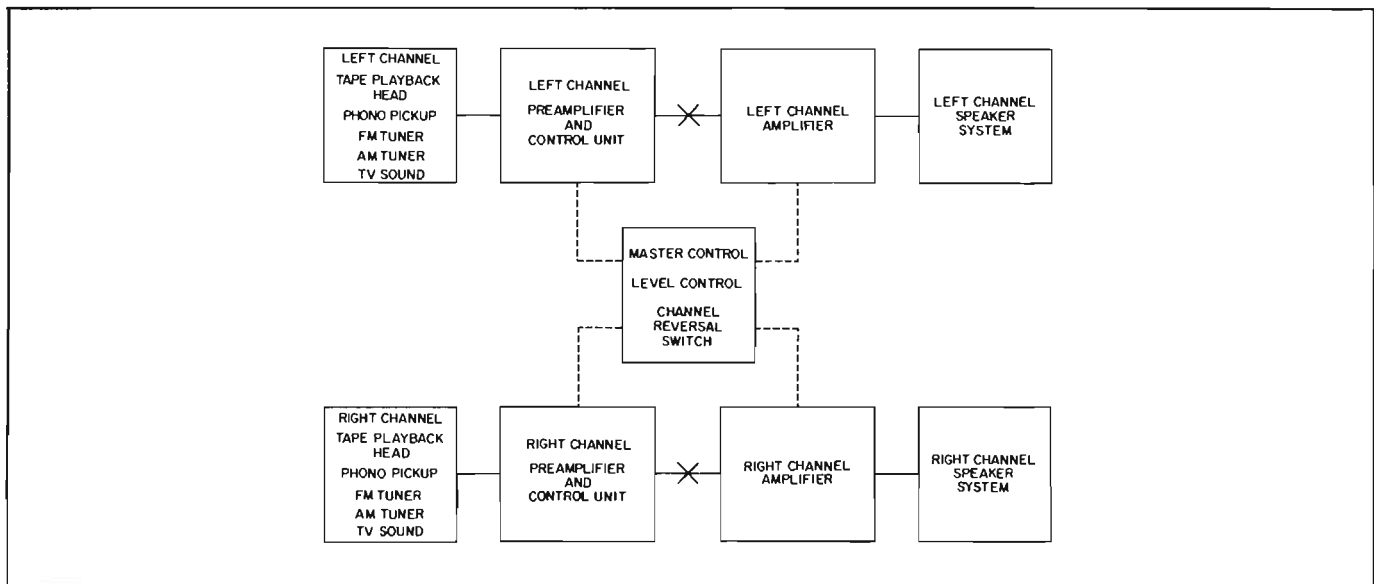 LEFT CHANNEL
TAPE PLAYBACK
HEAD
PHONO PICKUP
FM TUNER
AM TUNER
TV SOUND
LEFT CHANNEL
PREAMPLIFIER
AND
CONTROL UNIT
LEFT CHANNEL
AMPLIFIER
LEFT CHANNEL
SPEAKER
SYSTEM
MASTER CONTROL
LEVEL CONTROL
CHANNEL
REVERSAL
SWITCH
RIGHT CHANNEL
TAPE PLAYBACK
HEAD
PHONO PICKUP
FM TUNER
AM TUNER
TV SOUND
RIGHT CHANNEL
PREAMPLIFIER
AND
CONTROL UNIT
RIGHT CHANNEL
AMPLIFIER
RIGHT CHANNEL
SPEAKER
SYSTEM